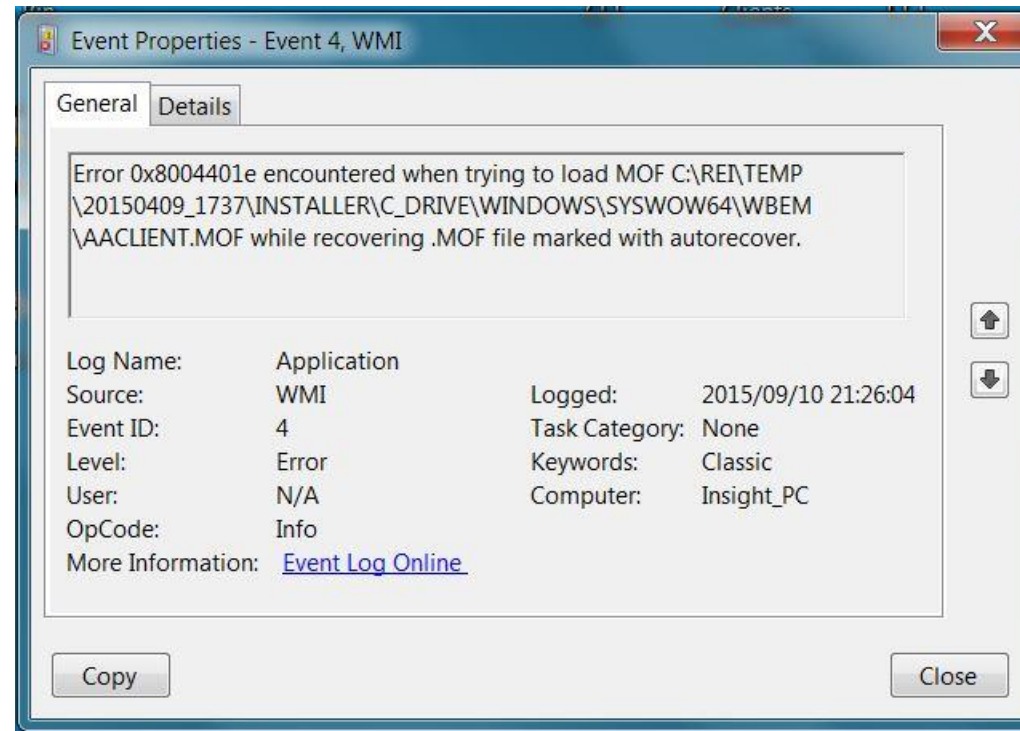 Event Properties - Event 4, WMI
General Details
Error 0x8004401e encountered when trying to load MOF C:\REI\TEMP
\20150409_1737\INSTALLER\C_DRIVE\WINDOWS\SYSWOW64\WBEM
\AACLIENT.MOF while recovering .MOF file marked with autorecover.
Log Name: Application
Source: WMI Logged: 2015/09/10 21:26:04
Event ID: 4 Task Category: None
Level: Error Keywords: Classic
User: N/A Computer: Insight_PC
OpCode: Info
More Information: Event Log Online
Copy Close